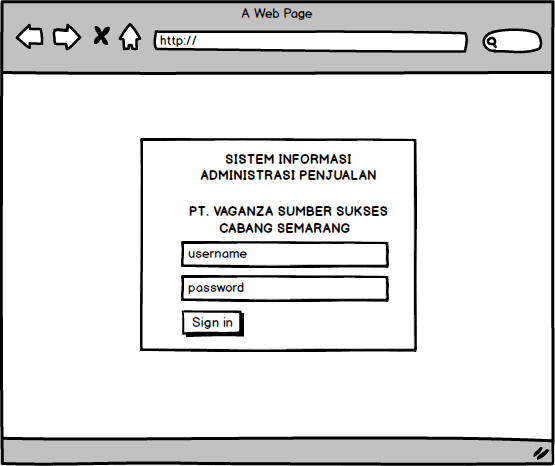 A Web Page
http://
SISTEM INFORMASI
ADMINISTRASI PENJUALAN
PT. VAGANZA SUMBER SUKSES
CABANG SEMARANG
username
password
Sign in